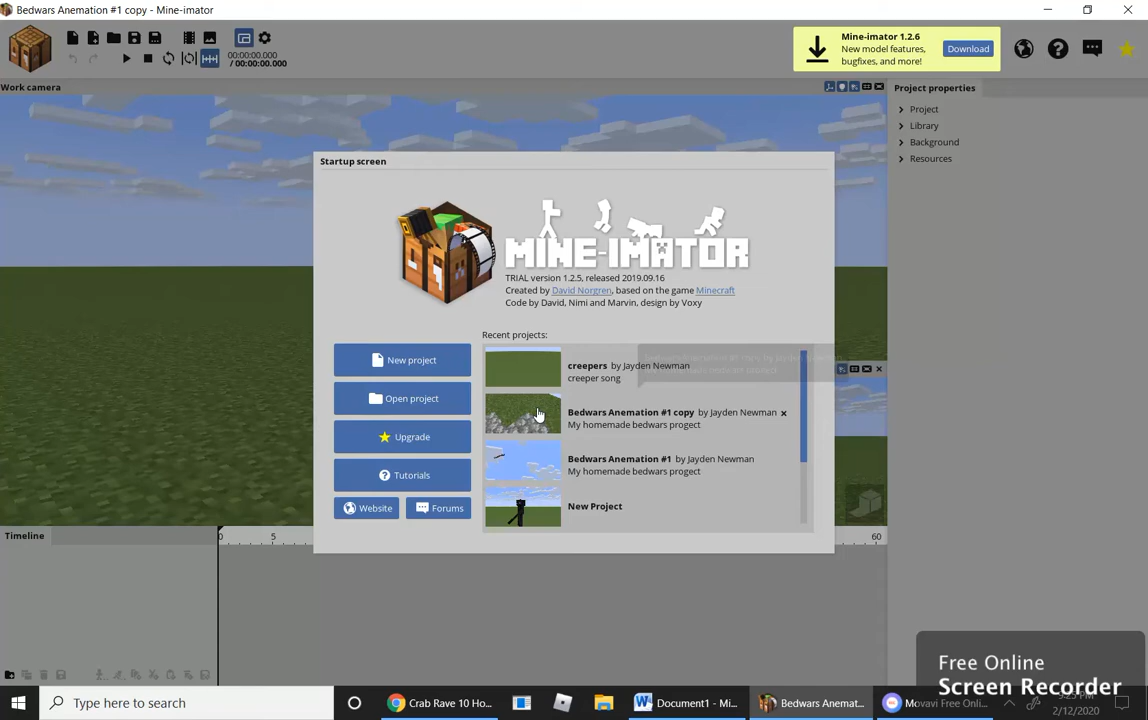 Bedwars Anemation #1 copy - Mine-imator
00:00:00.000
/ 00:00:00.000
Mine-imator 1.2.6
New model features,
bugfixes, and more!
Download
Work camera
Project properties
Project
Library
Background
Resources
Startup screen
MINE-IMATOR
TRIAL version 1.2.5, released 2019.09.16
Created by David Norgren, based on the game Minecraft
Code by David, Nimi and Marvin, design by Voxy
Recent projects:
New project
Open project
Upgrade
Tutorials
Website
Forums
creepers by Jayden Newman
creeper song
Bedwars Anemation #1 copy by Jayden Newman
My homemade bedwars progect
Bedwars Anemation #1 by Jayden Newman
My homemade bedwars progect
New Project
Timeline
0
5
60
Free Online
Screen Recorder
Type here to search
Crab Rave 10 Ho...
Document1 - Mi...
Bedwars Anemat...
Movavi Free Onli...
2/12/2020